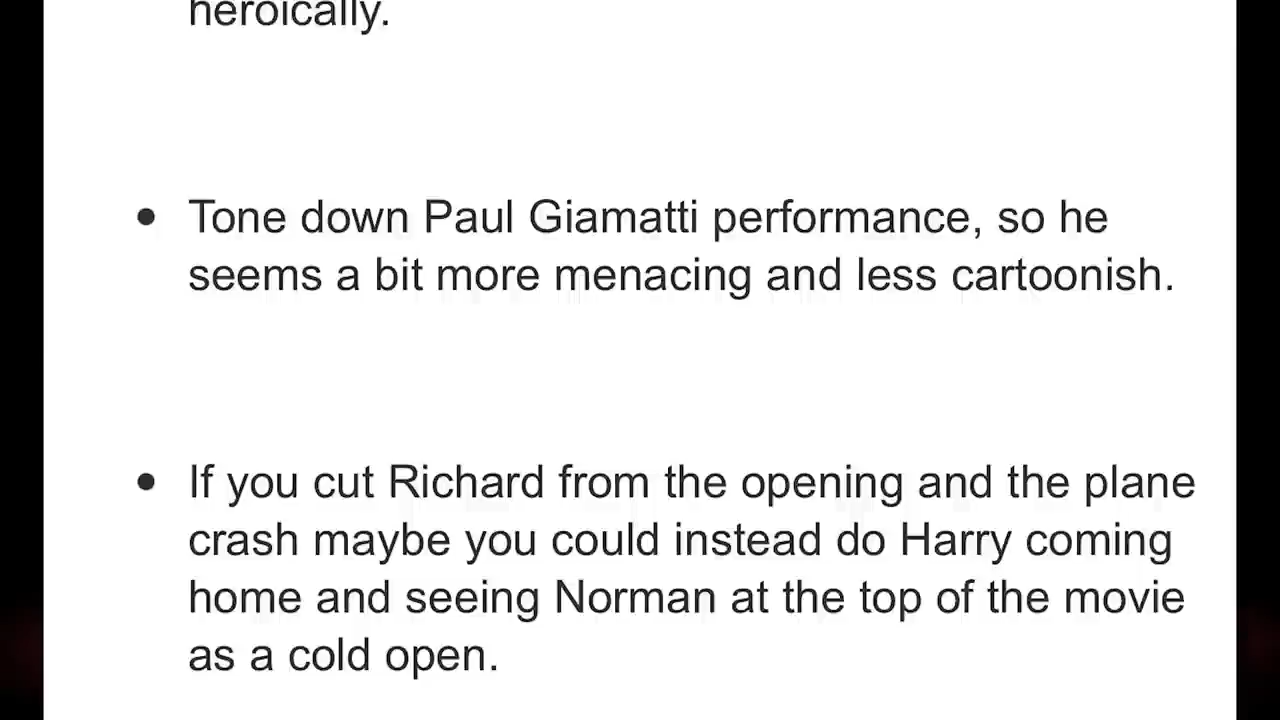 heroically.
• Tone down Paul Giamatti performance, so he
seems a bit more menacing and less cartoonish.
• If you cut Richard from the opening and the plane
crash maybe you could instead do Harry coming
home and seeing Norman at the top of the movie
as a cold open.